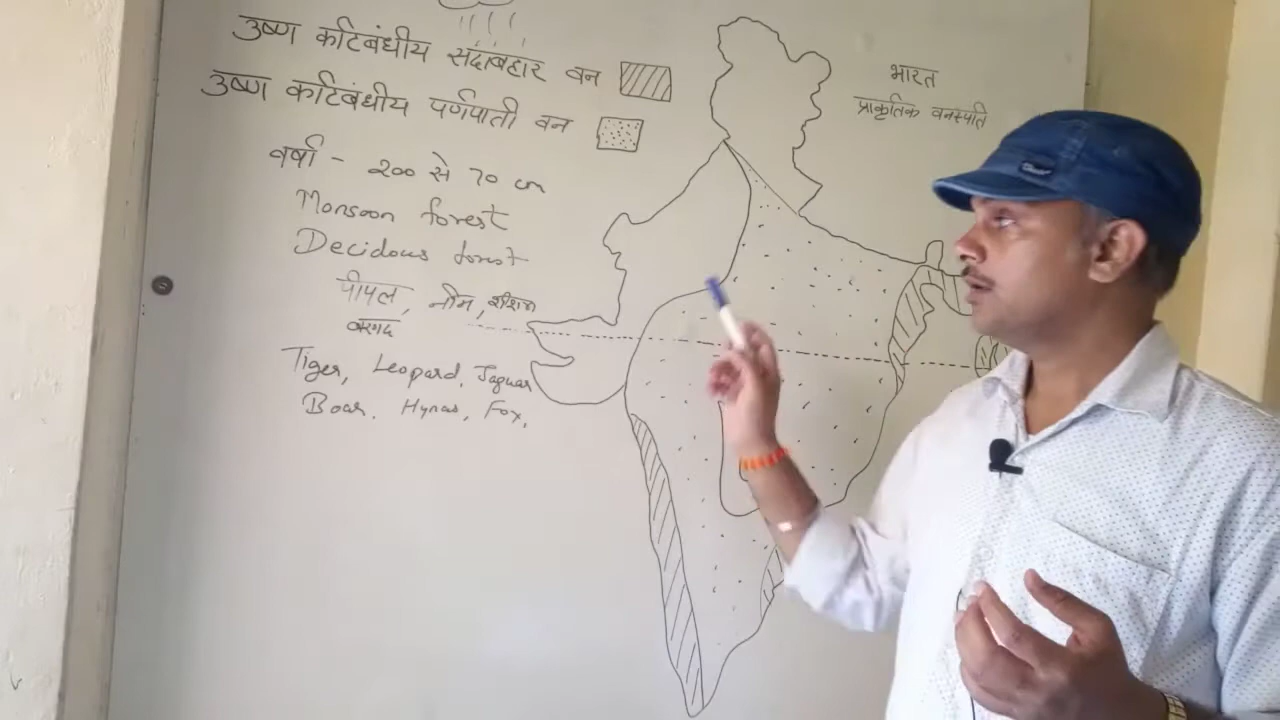 उष्ण कटिबंधीय सदाबहार वन
उष्ण कटिबंधीय पर्णपाती वन
वर्षा - २०० से 70 cm
Monsoon forest
Decidous forest
पीपल, नीम, शीशम
बरगद
Tiger, Leopard, Jaguar
Boar. Hynas, Fox,
भारत
प्राकृतिक वनस्पति